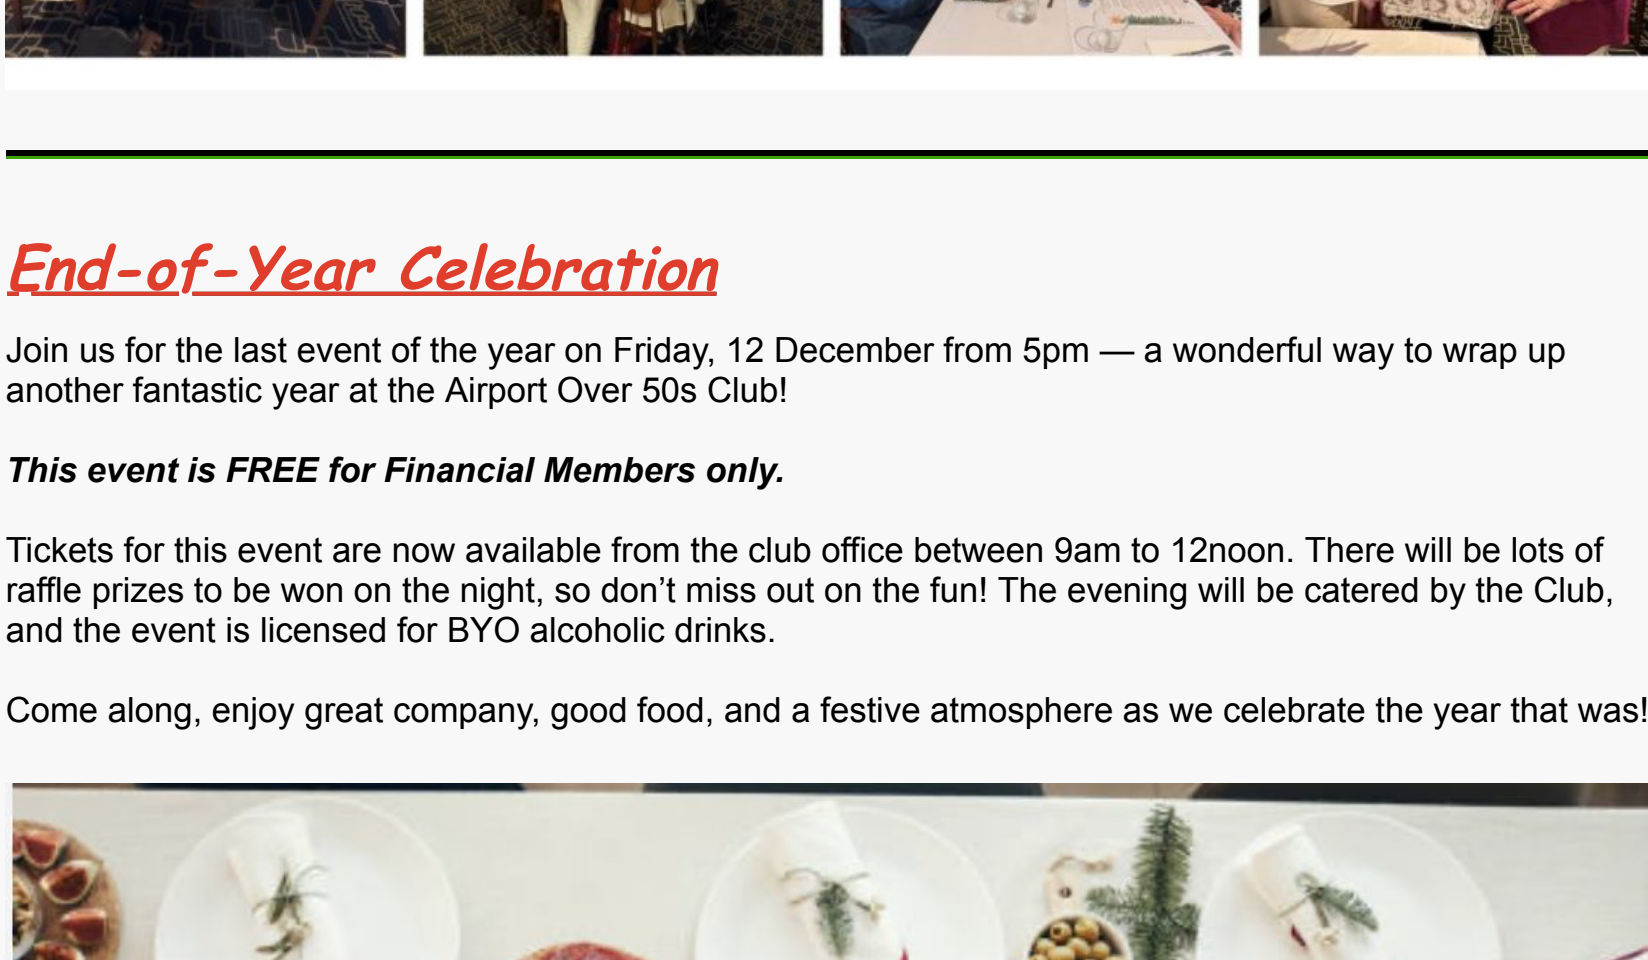 End-of-Year Celebration
Join us for the last event of the year on Friday, 12 December from 5pm — a wonderful way to wrap up
another fantastic year at the Airport Over 50s Club!
This event is FREE for Financial Members only.
Tickets for this event are now available from the club office between 9am to 12noon. There will be lots of
raffle prizes to be won on the night, so don’t miss out on the fun! The evening will be catered by the Club,
and the event is licensed for BYO alcoholic drinks.
Come along, enjoy great company, good food, and a festive atmosphere as we celebrate the year that was!